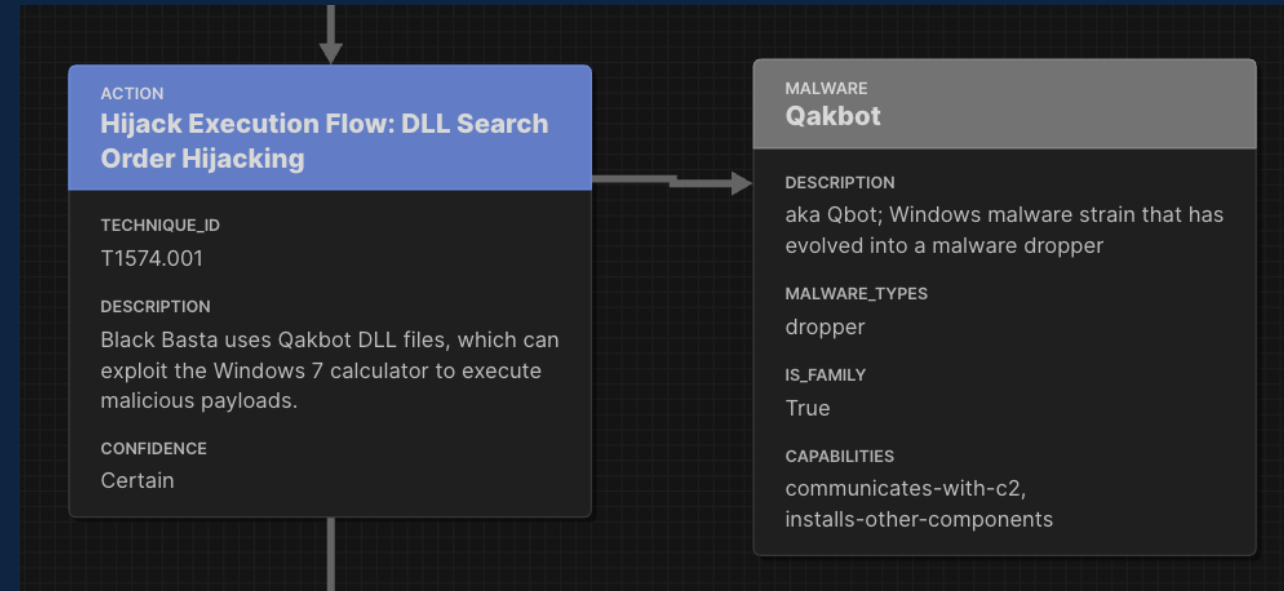 ACTION
Hijack Execution Flow: DLL Search
Order Hijacking
TECHNIQUE_ID
T1574.001
DESCRIPTION
Black Basta uses Qakbot DLL files, which can
exploit the Windows 7 calculator to execute
malicious payloads.
CONFIDENCE
Certain
MALWARE
Qakbot
DESCRIPTION
aka Qbot; Windows malware strain that has
evolved into a malware dropper
MALWARE_TYPES
dropper
IS_FAMILY
True
CAPABILITIES
communicates-with-c2,
installs-other-components